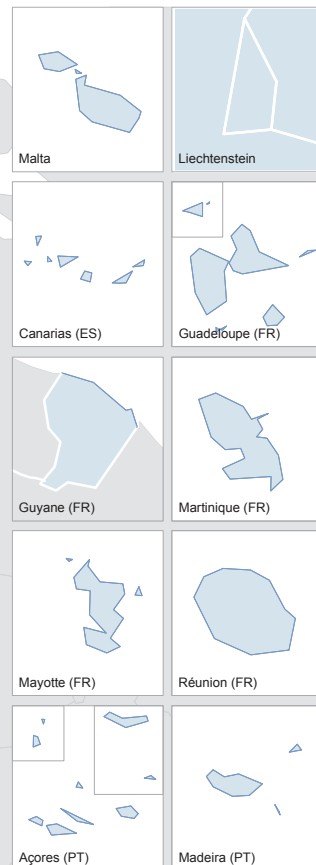 Malta
Liechtenstein
Canarias (ES)
Guadeloupe (FR)
Guyane (FR)
Martinique (FR)
Mayotte (FR)
Réunion (FR)
Açores (PT)
Madeira (PT)